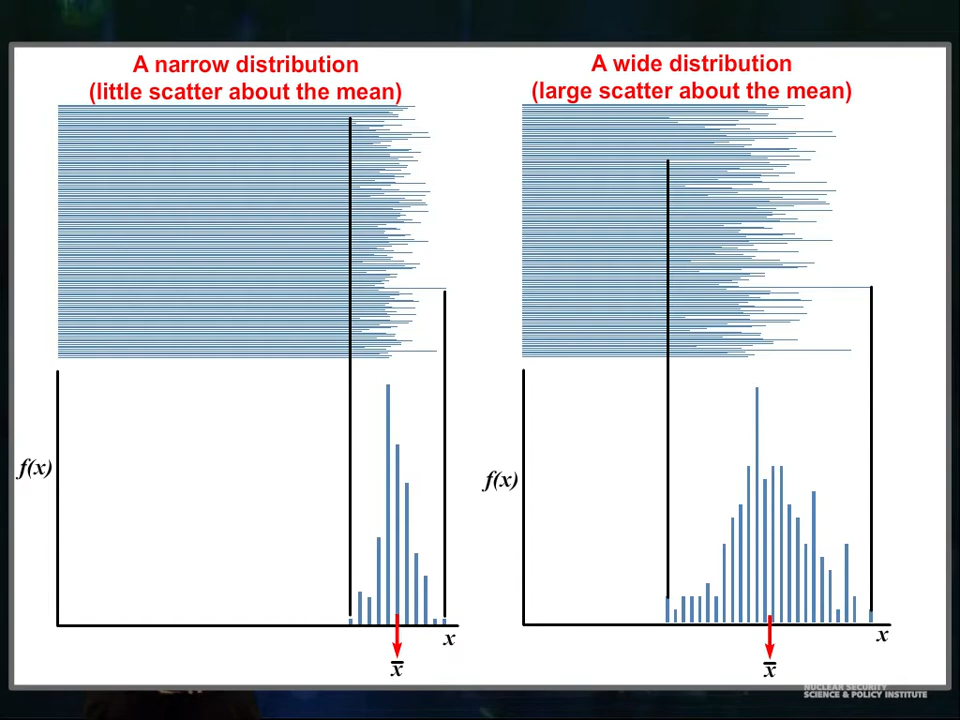 A narrow distribution
(little scatter about the mean)
A wide distribution
(large scatter about the mean)
f(x)
x
x̅
f(x)
x
x̅
NUCLEAR SECURITY
SCIENCE & POLICY INSTITUTE